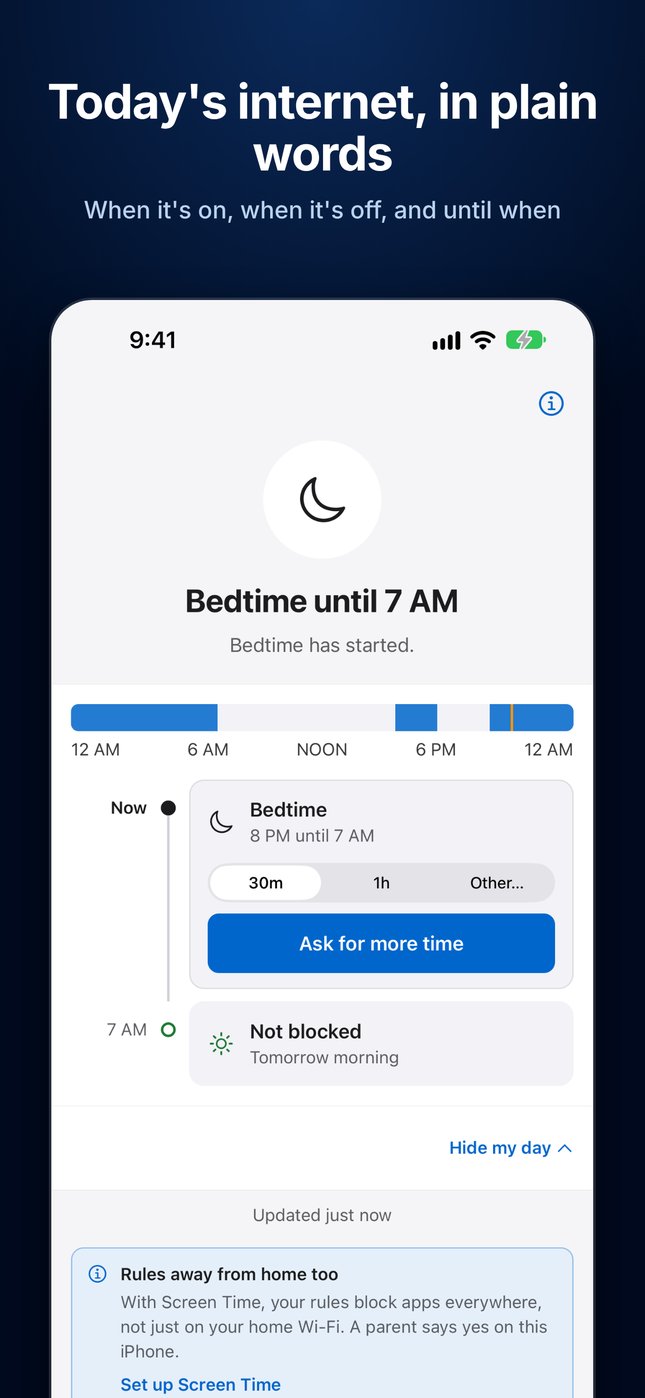 Today's internet, in plain
words
When it's on, when it's off, and until when
9:41
Bedtime until 7 AM
Bedtime has started.
12 AM
6 AM
NOON
6 PM
12 AM
Now
Bedtime
8 PM until 7 AM
30m
1h
Other...
Ask for more time
7 AM
Not blocked
Tomorrow morning
Hide my day
Updated just now
Rules away from home too
With Screen Time, your rules block apps everywhere,
not just on your home Wi-Fi. A parent says yes on this
iPhone.
Set up Screen Time